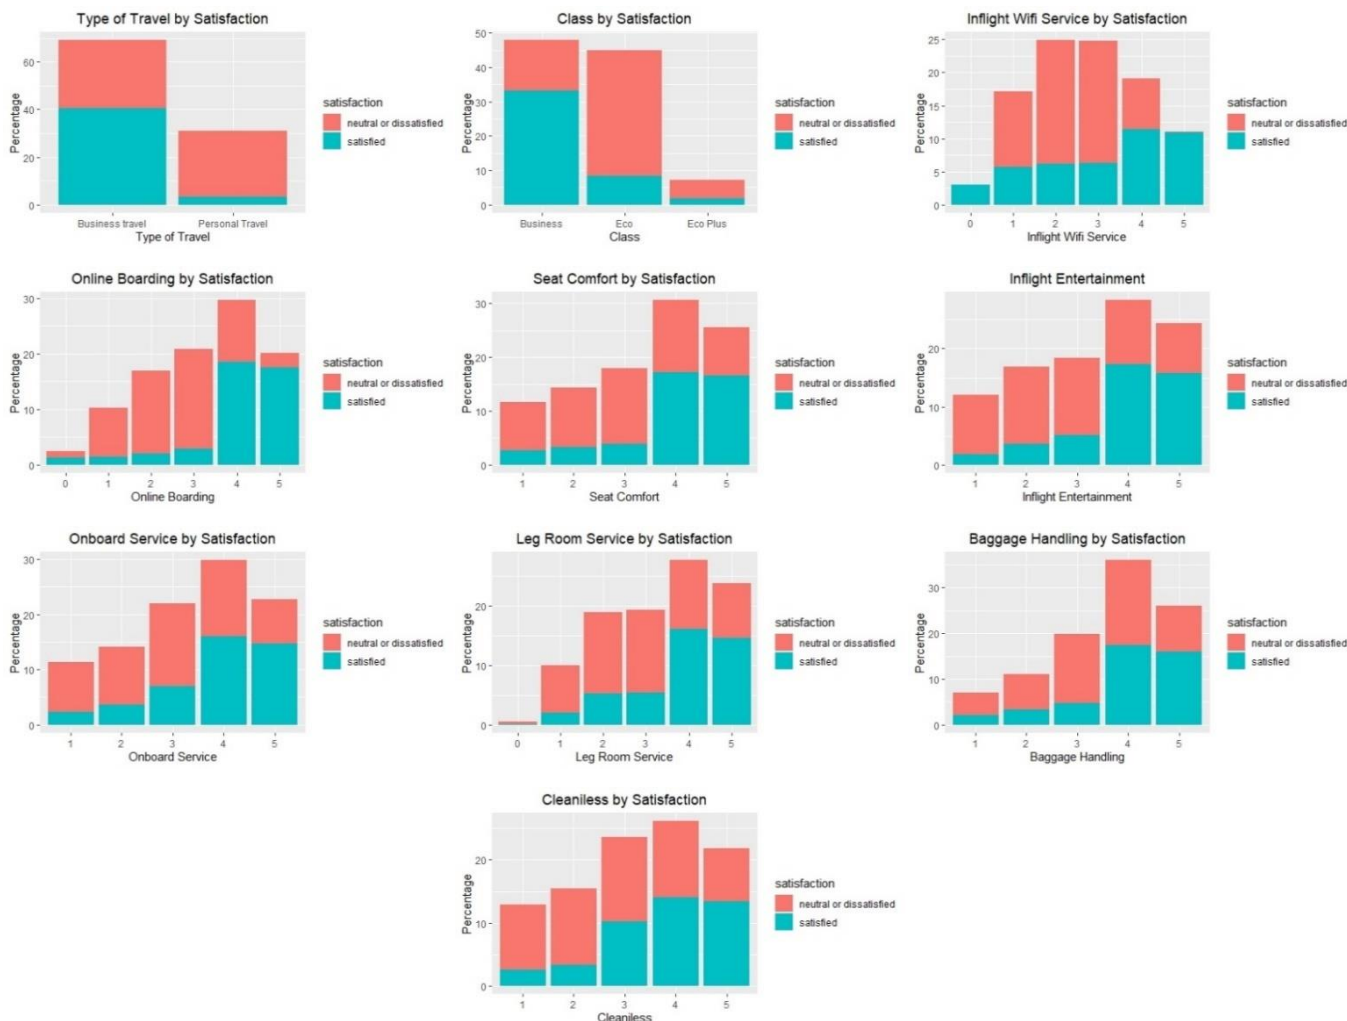 Type of Travel by Satisfaction
Percentage
60
40
20
0
Business travel Personal Travel
Type of Travel
satisfaction
neutral or dissatisfied
satisfied
Class by Satisfaction
Percentage
50
40
30
20
10
0
Business Eco Eco Plus
Class
satisfaction
neutral or dissatisfied
satisfied
Inflight Wifi Service by Satisfaction
Percentage
25
20
15
10
5
0
0 1 2 3 4 5
Inflight Wifi Service
satisfaction
neutral or dissatisfied
satisfied
Online Boarding by Satisfaction
Percentage
30
20
10
0
0 1 2 3 4 5
Online Boarding
satisfaction
neutral or dissatisfied
satisfied
Seat Comfort by Satisfaction
Percentage
30
20
10
0
1 2 3 4 5
Seat Comfort
satisfaction
neutral or dissatisfied
satisfied
Inflight Entertainment
Percentage
20
10
0
1 2 3 4 5
Inflight Entertainment
satisfaction
neutral or dissatisfied
satisfied
Onboard Service by Satisfaction
Percentage
30
20
10
0
1 2 3 4 5
Onboard Service
satisfaction
neutral or dissatisfied
satisfied
Leg Room Service by Satisfaction
Percentage
20
10
0
0 1 2 3 4 5
Leg Room Service
satisfaction
neutral or dissatisfied
satisfied
Baggage Handling by Satisfaction
Percentage
30
20
10
0
1 2 3 4 5
Baggage Handling
satisfaction
neutral or dissatisfied
satisfied
Cleaniless by Satisfaction
Percentage
20
10
0
1 2 3 4 5
Cleaniless
satisfaction
neutral or dissatisfied
satisfied